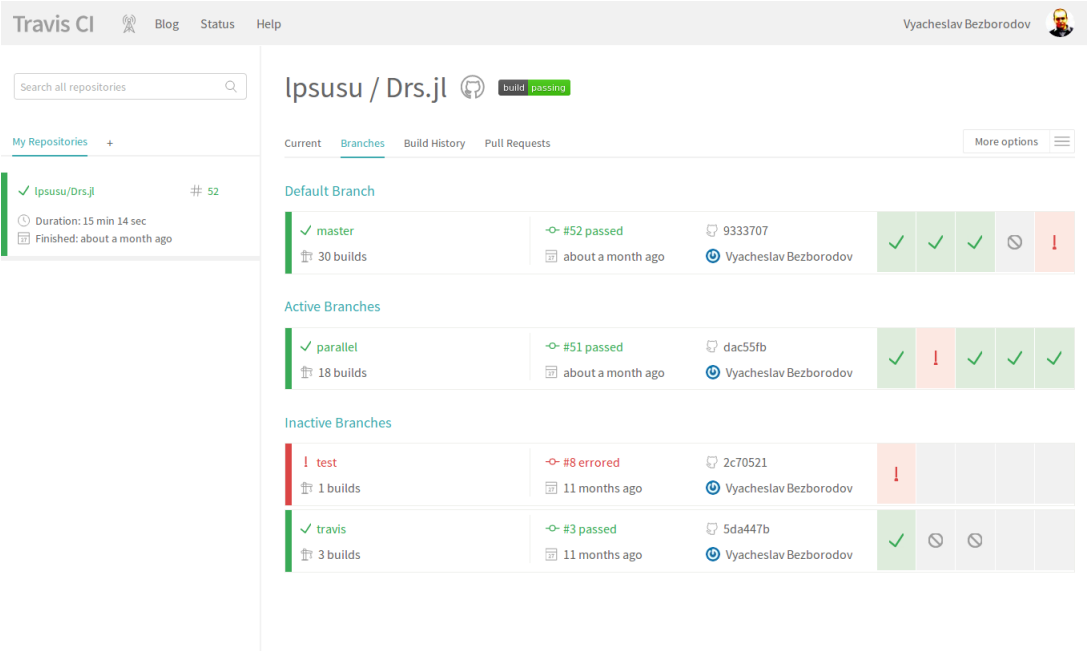 Travis CI Blog Status Help Vyacheslav Bezborodov
Search all repositories
My Repositories +
lpsusu/Drs.jl # 52
Duration: 15 min 14 sec
Finished: about a month ago
lpsusu / Drs.jl build passing
Current Branches Build History Pull Requests More options
Default Branch
master #52 passed 9333707
30 builds about a month ago Vyacheslav Bezborodov
Active Branches
parallel #51 passed dac55fb
18 builds about a month ago Vyacheslav Bezborodov
Inactive Branches
test #8 errored 2c70521
1 builds 11 months ago Vyacheslav Bezborodov
travis #3 passed 5da447b
3 builds 11 months ago Vyacheslav Bezborodov